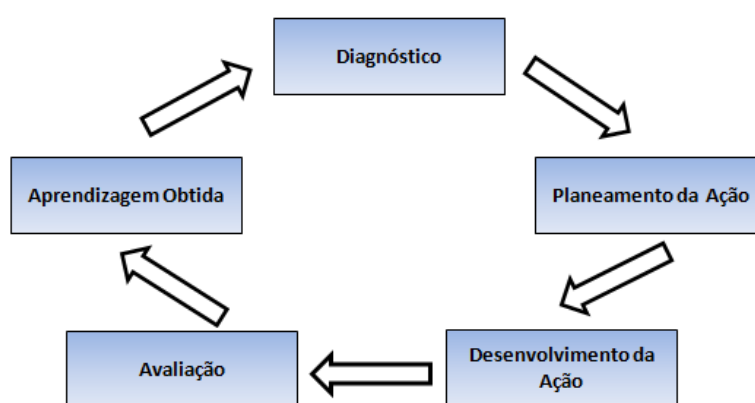 Diagnóstico
Planeamento da Ação
Desenvolvimento da
Ação
Avaliação
Aprendizagem Obtida